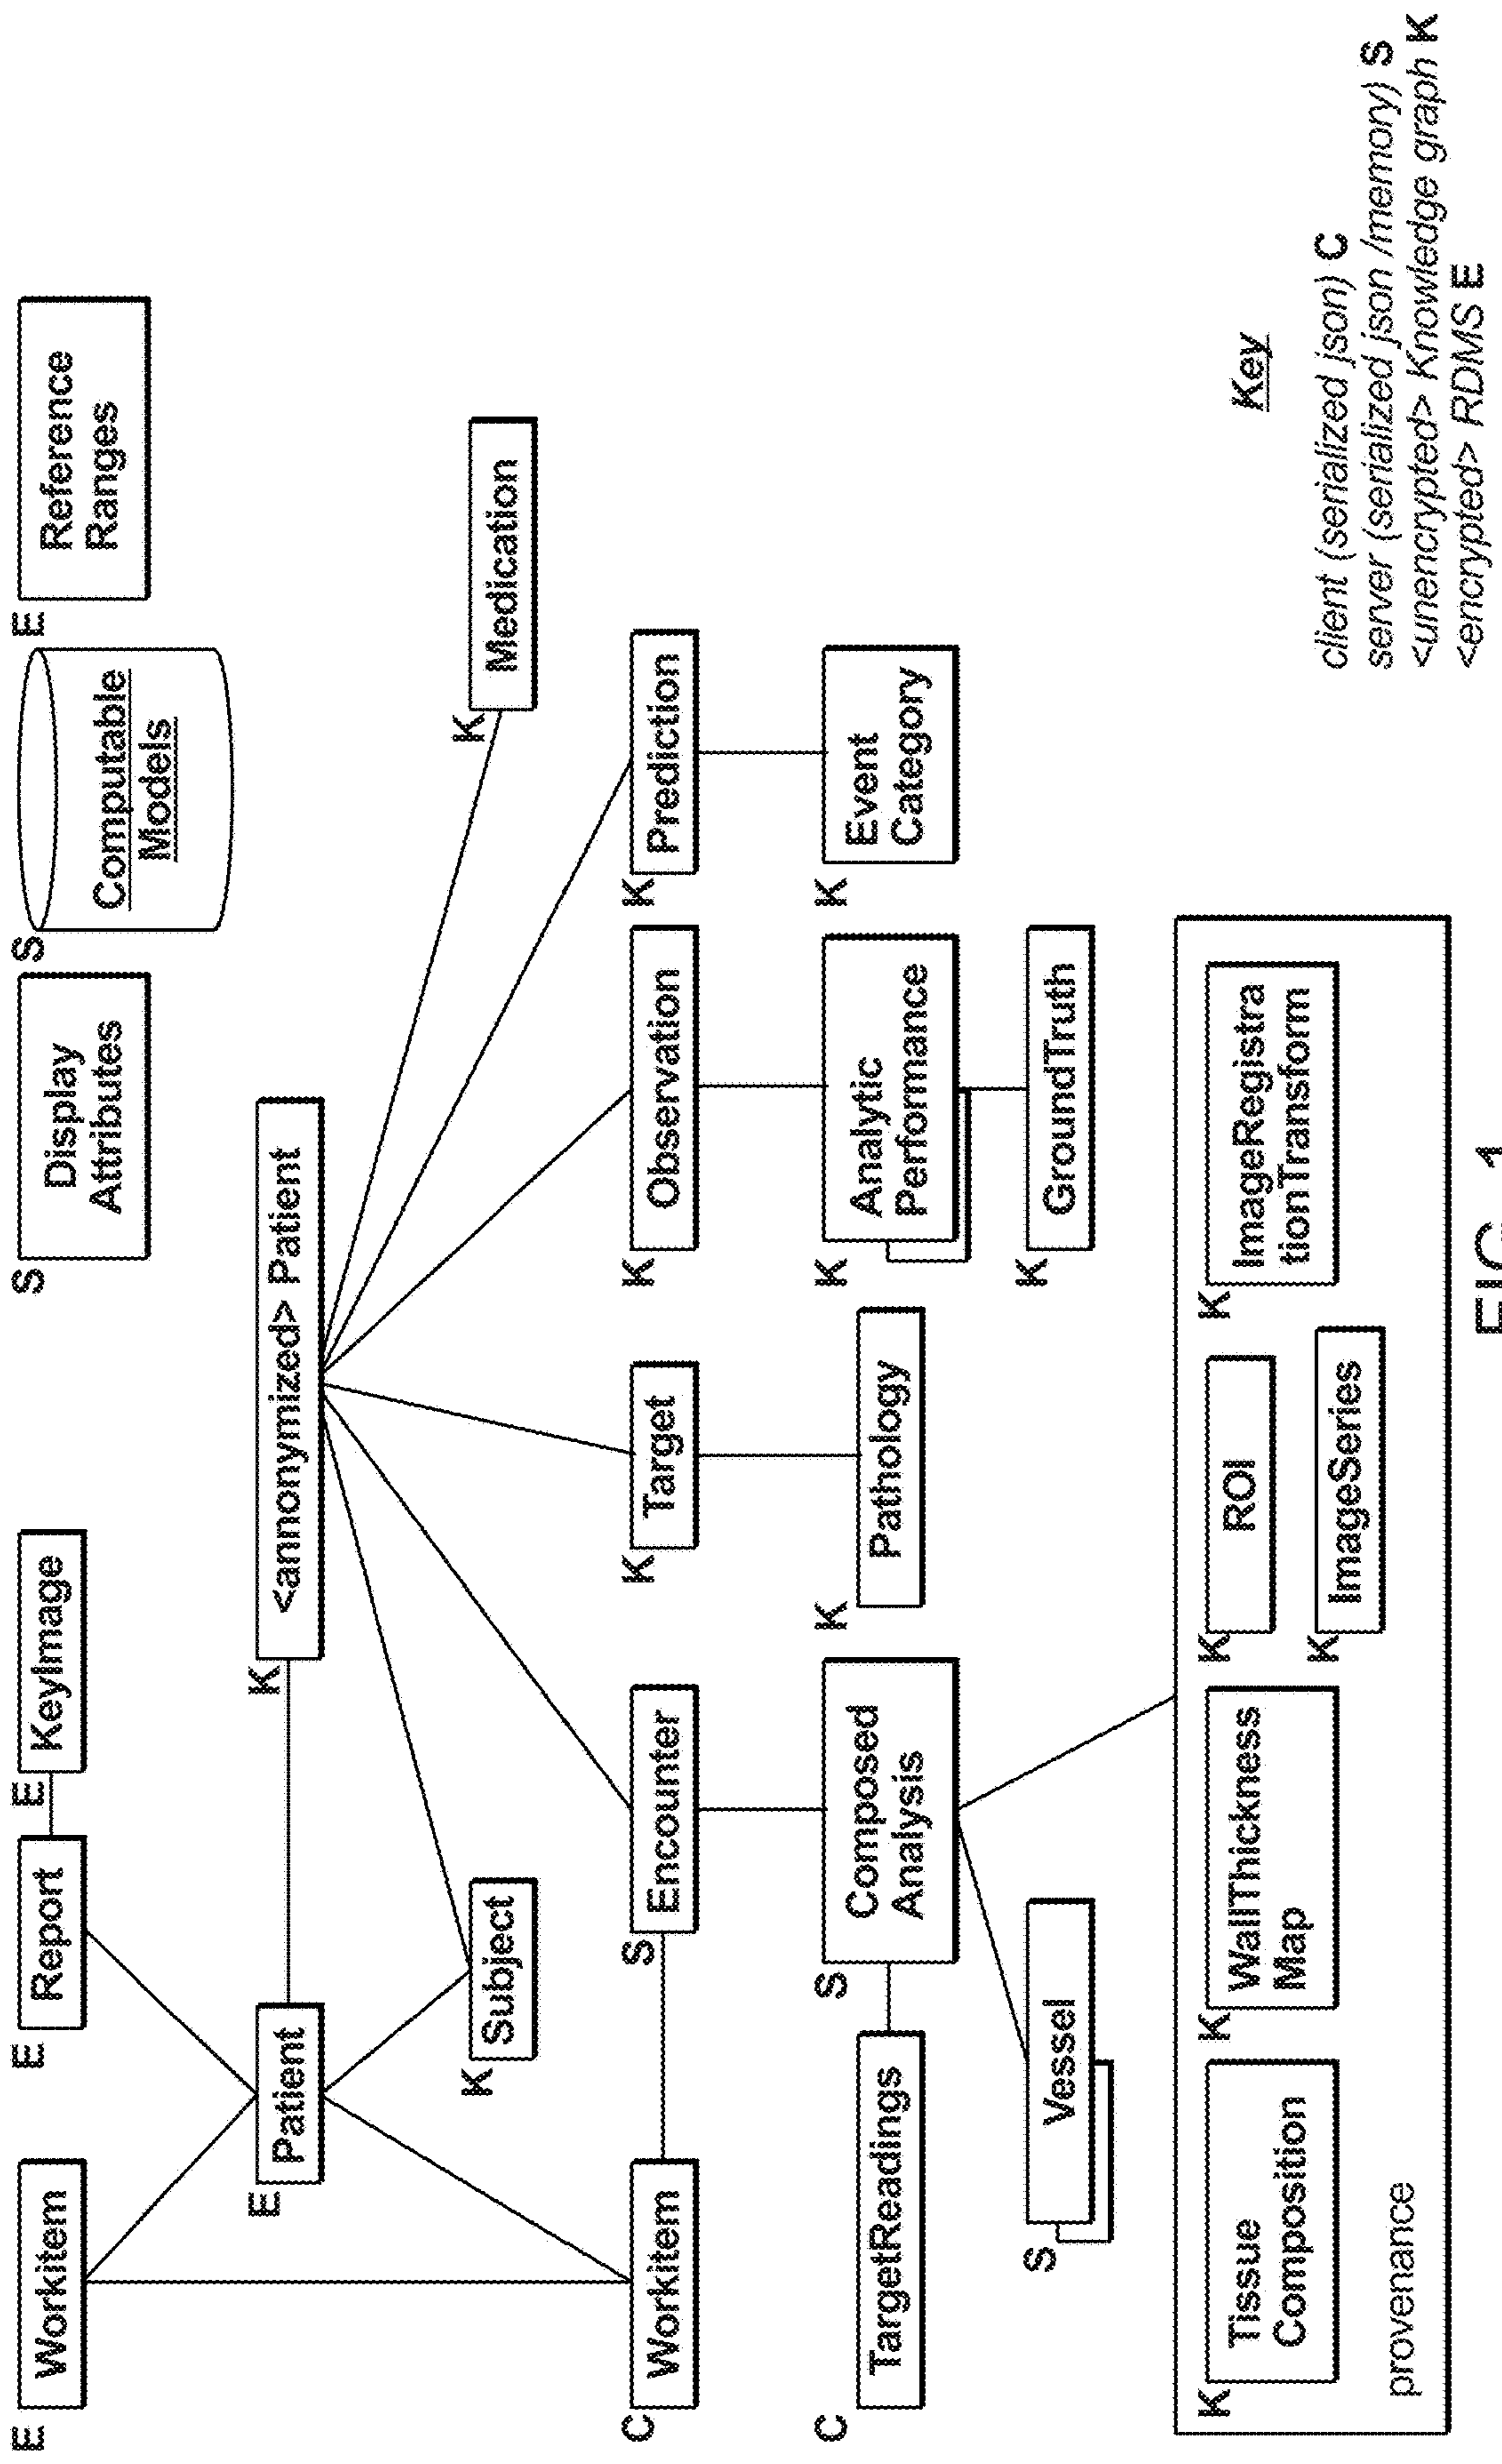 E
Workitem
E
Report
E
KeyImage
S
Display
Attributes
S
Computable
Models
E
Reference
Ranges
E
Patient
K
<annonymized> Patient
K
Subject
K
Medication
C
Workitem
S
Encounter
K
Target
K
Observation
K
Prediction
C
TargetReadings
S
Composed
Analysis
K
Pathology
K
Analytic
Performance
K
Event
Category
S
Vessel
K
GroundTruth
K
Tissue
Composition
K
WallThickness
Map
K
ROI
K
ImageSeries
K
ImageRegistra
tionTransform
provenance
Key
client (serialized json) C
server (serialized json /memory) S
<unencrypted> Knowledge graph K
<encrypted> RDMS E
FIG. 1